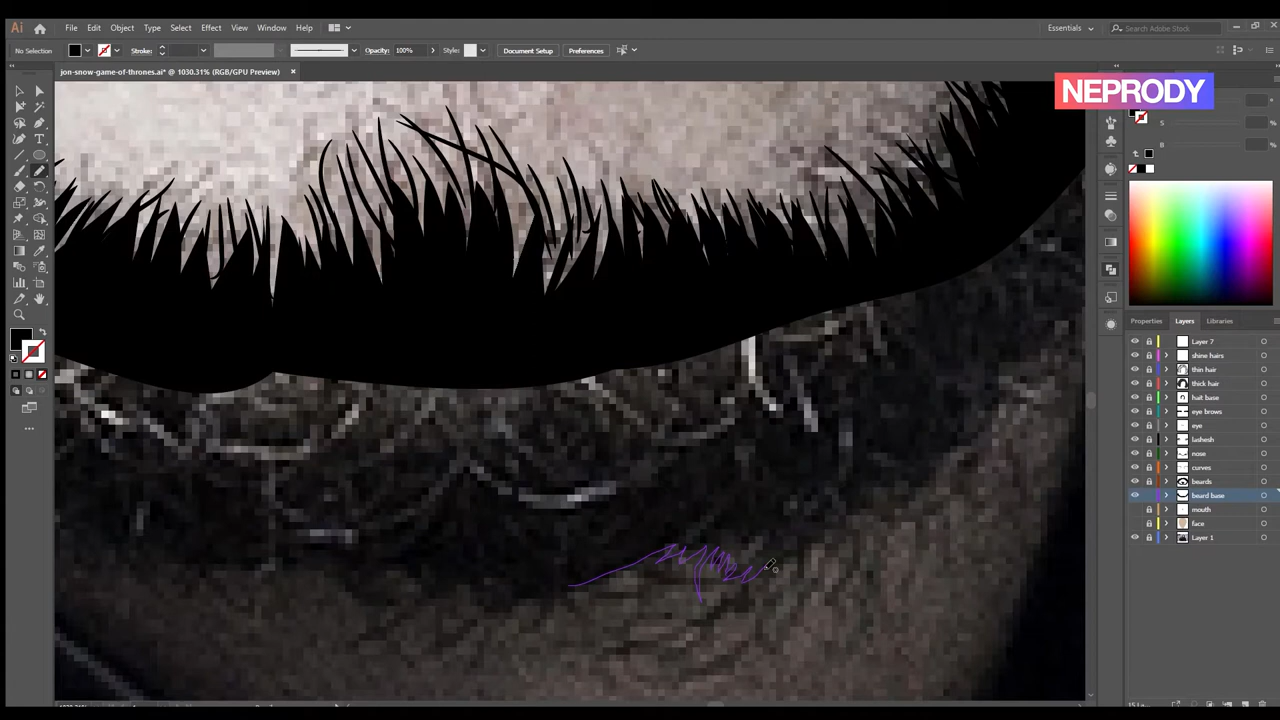 Ai File Edit Object Type Select Effect View Window Help Essentials Search Adobe Stock
No Selection Stroke: Opacity: 100% Style: Document Setup Preferences
jon-snow-game-of-thrones.ai* @ 1030.31% (RGB/GPU Preview) ×
NEPRODY
S
B
Properties Layers Libraries
Layer 7
shine hairs
thin hair
thick hair
hait base
eye brows
eye
lashesh
nose
curves
beards
beard base
mouth
face
Layer 1